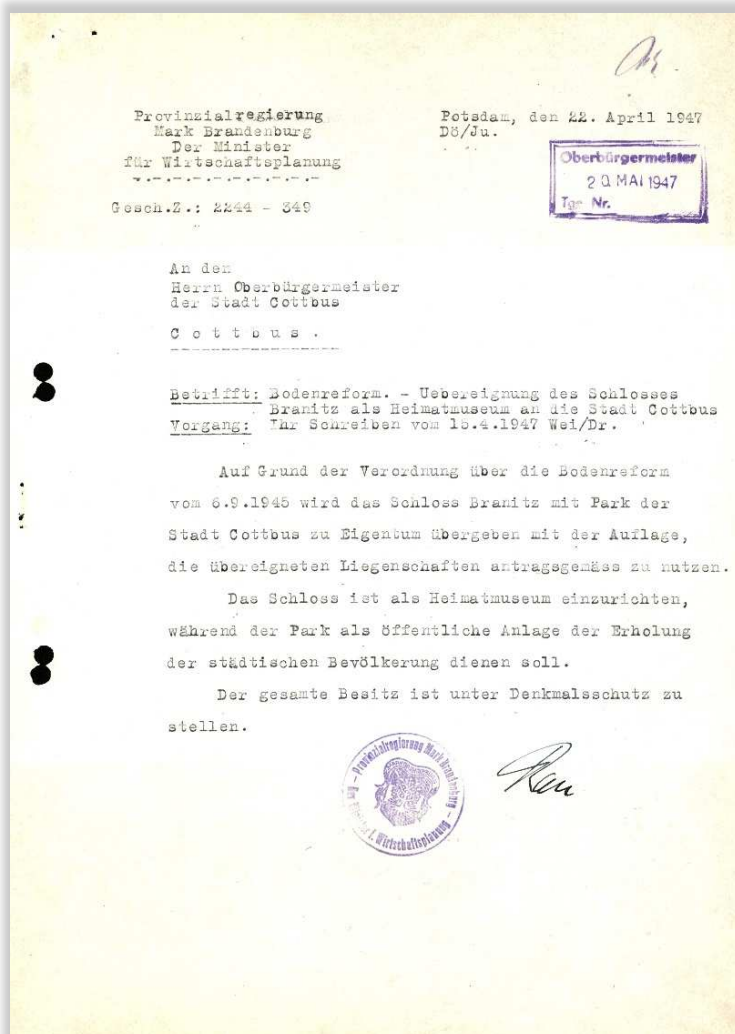 Provinzialregierung
Mark Brandenburg
Der Minister
für Wirtschaftsplanung
-.-.-.-.-.-.-.-.-
Gesch.Z.: 2244 - 349
Potsdam, den 22. April 1947
Dö/Ju.
Oberbürgermeister
20 MAI 1947
Tgb Nr.
An den
Herrn Oberbürgermeister
der Stadt Cottbus
C o t t b u s .
Betrifft: Bodenreform. - Uebereignung des Schlosses
Branitz als Heimatmuseum an die Stadt Cottbus
Vorgang: Ihr Schreiben vom 15.4.1947 Wei/Dr.
Auf Grund der Verordnung über die Bodenreform
vom 6.9.1945 wird das Schloss Branitz mit Park der
Stadt Cottbus zu Eigentum übergeben mit der Auflage,
die übereigneten Liegenschaften antragsgemäss zu nutzen.
Das Schloss ist als Heimatmuseum einzurichten,
während der Park als öffentliche Anlage der Erholung
der städtischen Bevölkerung dienen soll.
Der gesamte Besitz ist unter Denkmalsschutz zu
stellen.
Provinzialregierung Mark Brandenburg
f. Wirtschaftsplanung